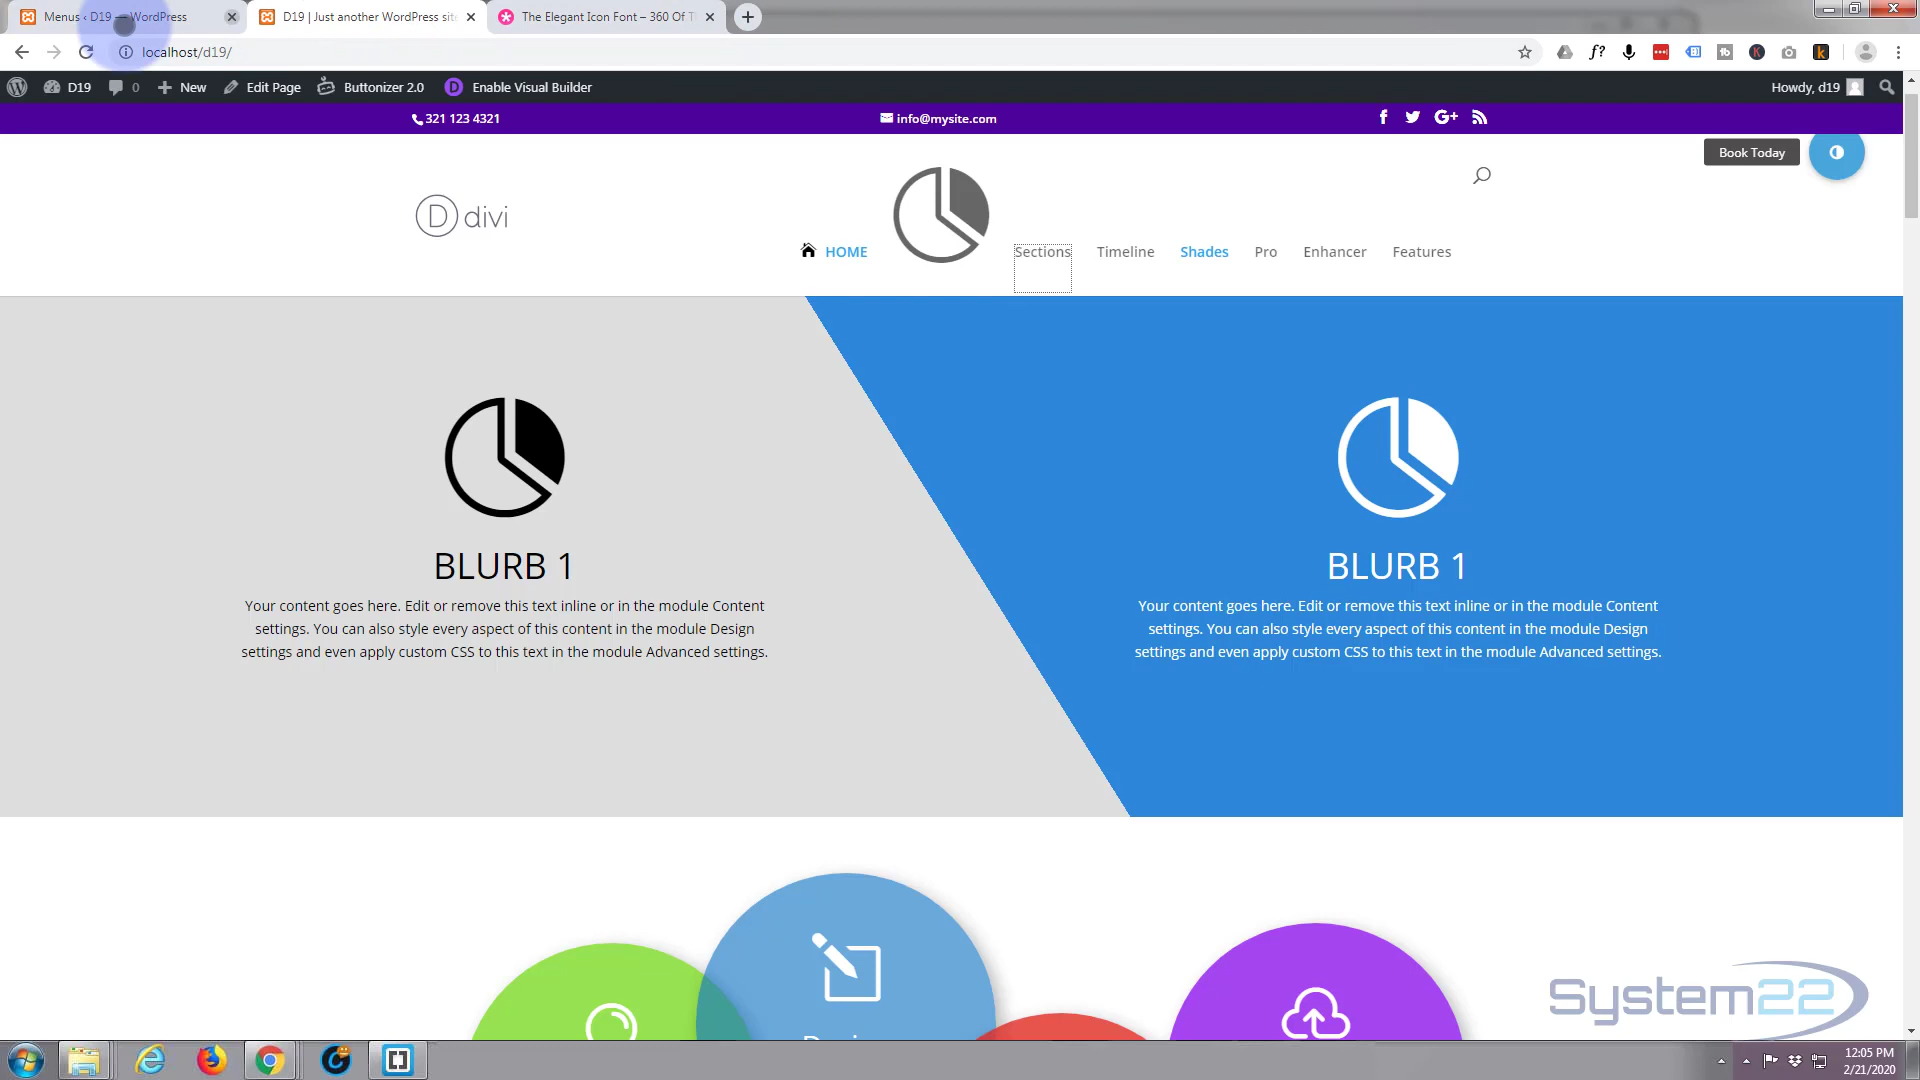 Menus ‹ D19 — WordPress
D19 | Just another WordPress site
The Elegant Icon Font – 360 Of T
localhost/d19/
D19
0
New
Edit Page
Buttonizer 2.0
Enable Visual Builder
Howdy, d19
321 123 4321
info@mysite.com
Book Today
D divi
HOME
Sections
Timeline
Shades
Pro
Enhancer
Features
BLURB 1
Your content goes here. Edit or remove this text inline or in the module Content
settings. You can also style every aspect of this content in the module Design
settings and even apply custom CSS to this text in the module Advanced settings.
BLURB 1
Your content goes here. Edit or remove this text inline or in the module Content
settings. You can also style every aspect of this content in the module Design
settings and even apply custom CSS to this text in the module Advanced settings.
System22
12:05 PM
2/21/2020